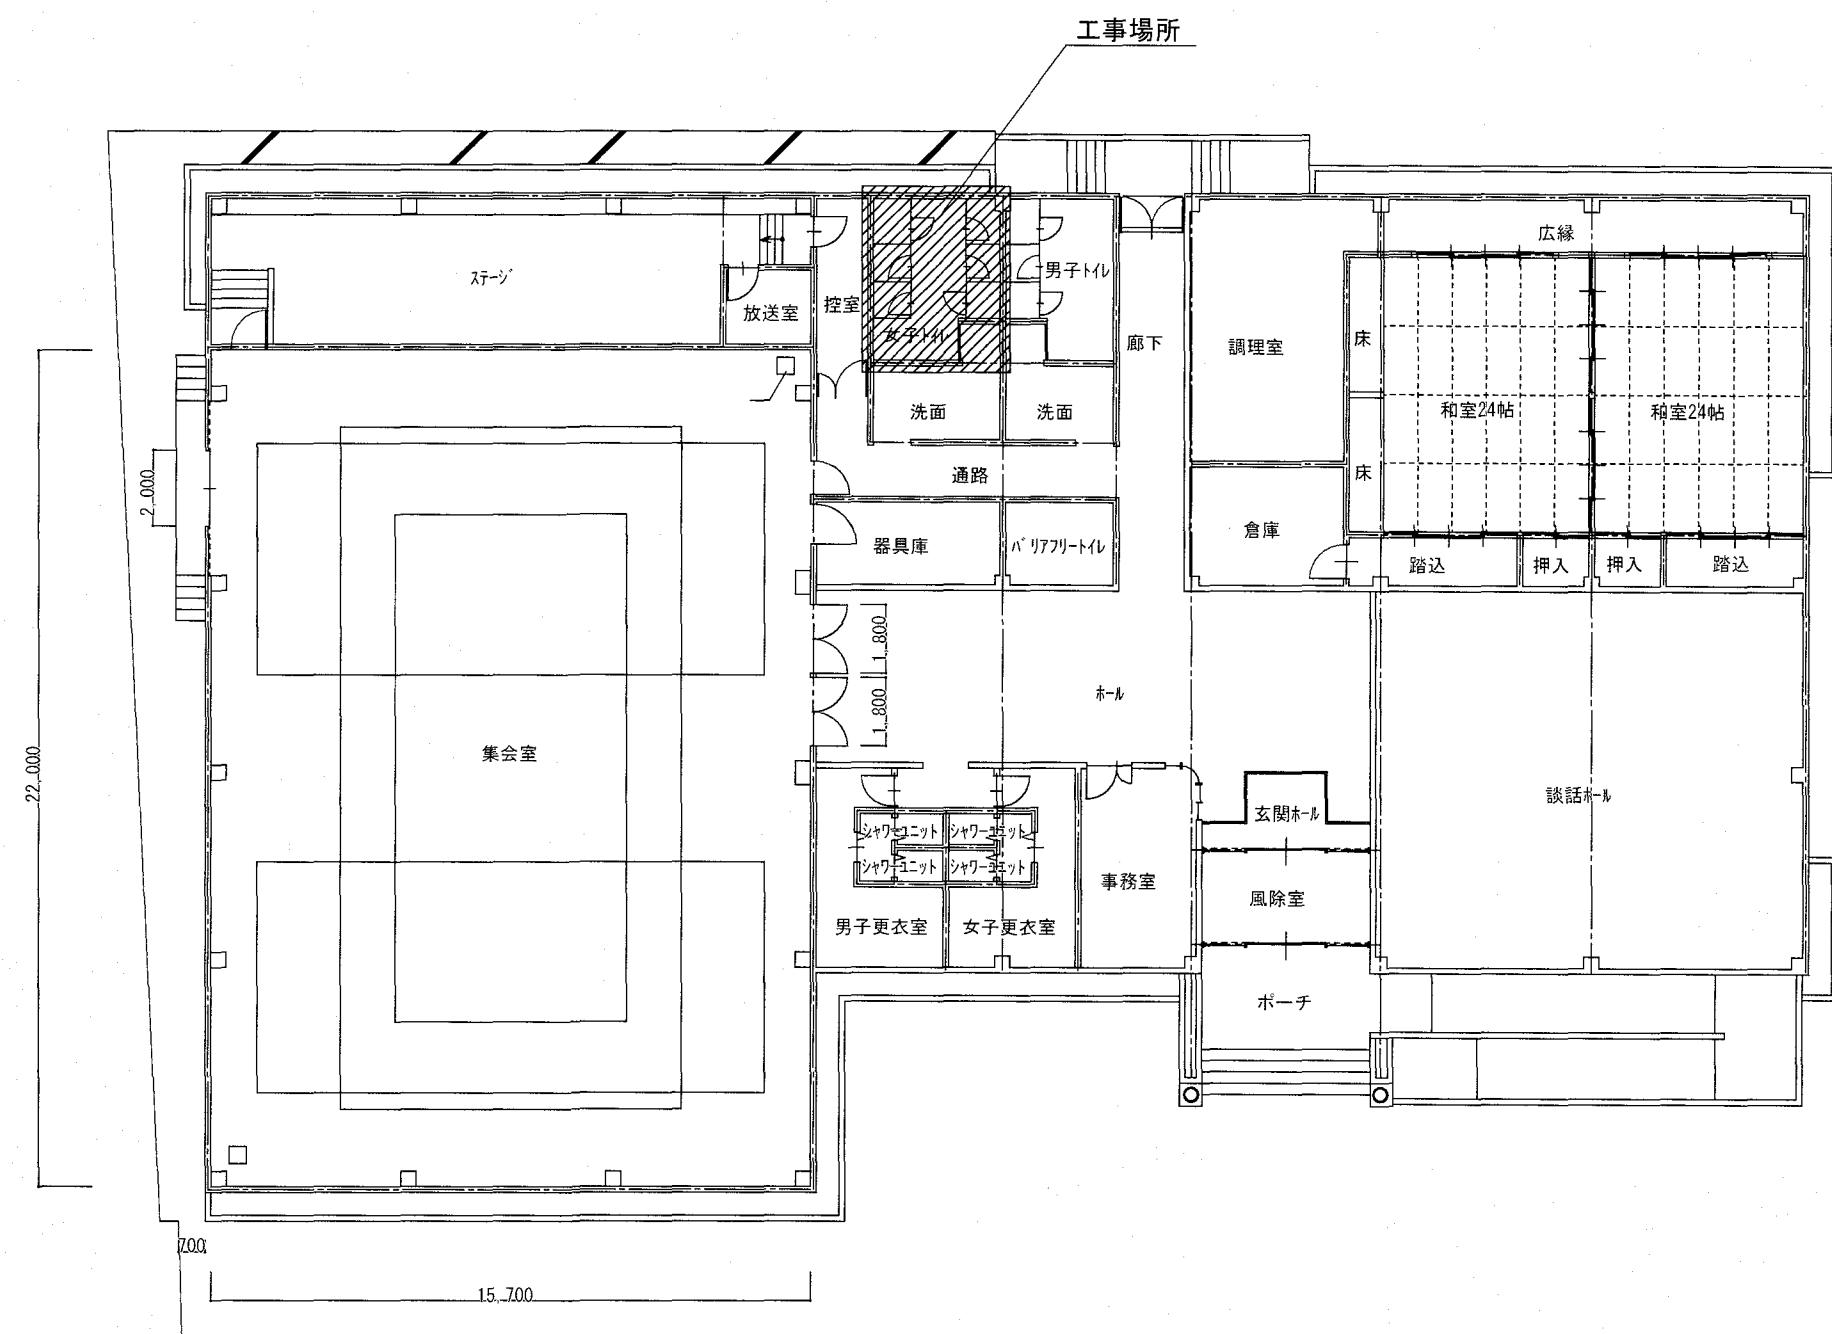 工事場所
広縁
ｽﾃｰｼﾞ
放送室
控室
女子トイレ
男子トイレ
廊下
調理室
床
和室24帖
和室24帖
洗面
洗面
通路
床
2,000
器具庫
バリアフリートイレ
倉庫
踏込
押入
押入
踏込
1,800
1,800
ホール
22,000
集会室
談話ホール
玄関ホール
シャワーユニット
シャワーユニット
シャワーユニット
シャワーユニット
事務室
風除室
男子更衣室
女子更衣室
ポーチ
700
15,700